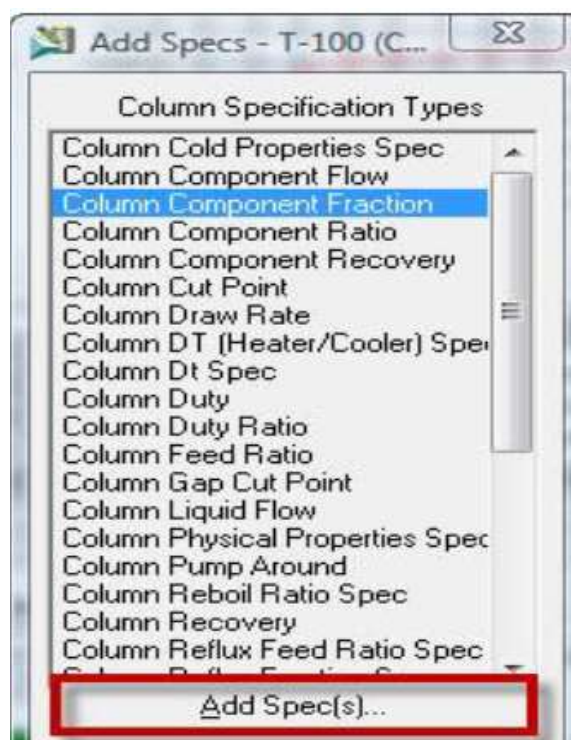 Add Specs - T-100 (C...
Column Specification Types
Column Cold Properties Spec
Column Component Flow
Column Component Fraction
Column Component Ratio
Column Component Recovery
Column Cut Point
Column Draw Rate
Column DT (Heater/Cooler) Spe
Column Dt Spec
Column Duty
Column Duty Ratio
Column Feed Ratio
Column Gap Cut Point
Column Liquid Flow
Column Physical Properties Spec
Column Pump Around
Column Reboil Ratio Spec
Column Recovery
Column Reflux Feed Ratio Spec
Add Spec(s)...